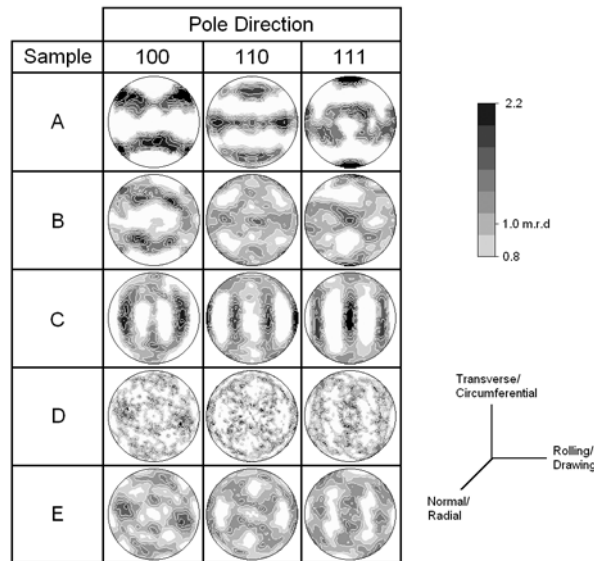 Pole Direction
Sample 100 110 111
A
B
C
D
E
2.2
1.0 m.r.d
0.8
Transverse/
Circumferential
Rolling/
Drawing
Normal/
Radial